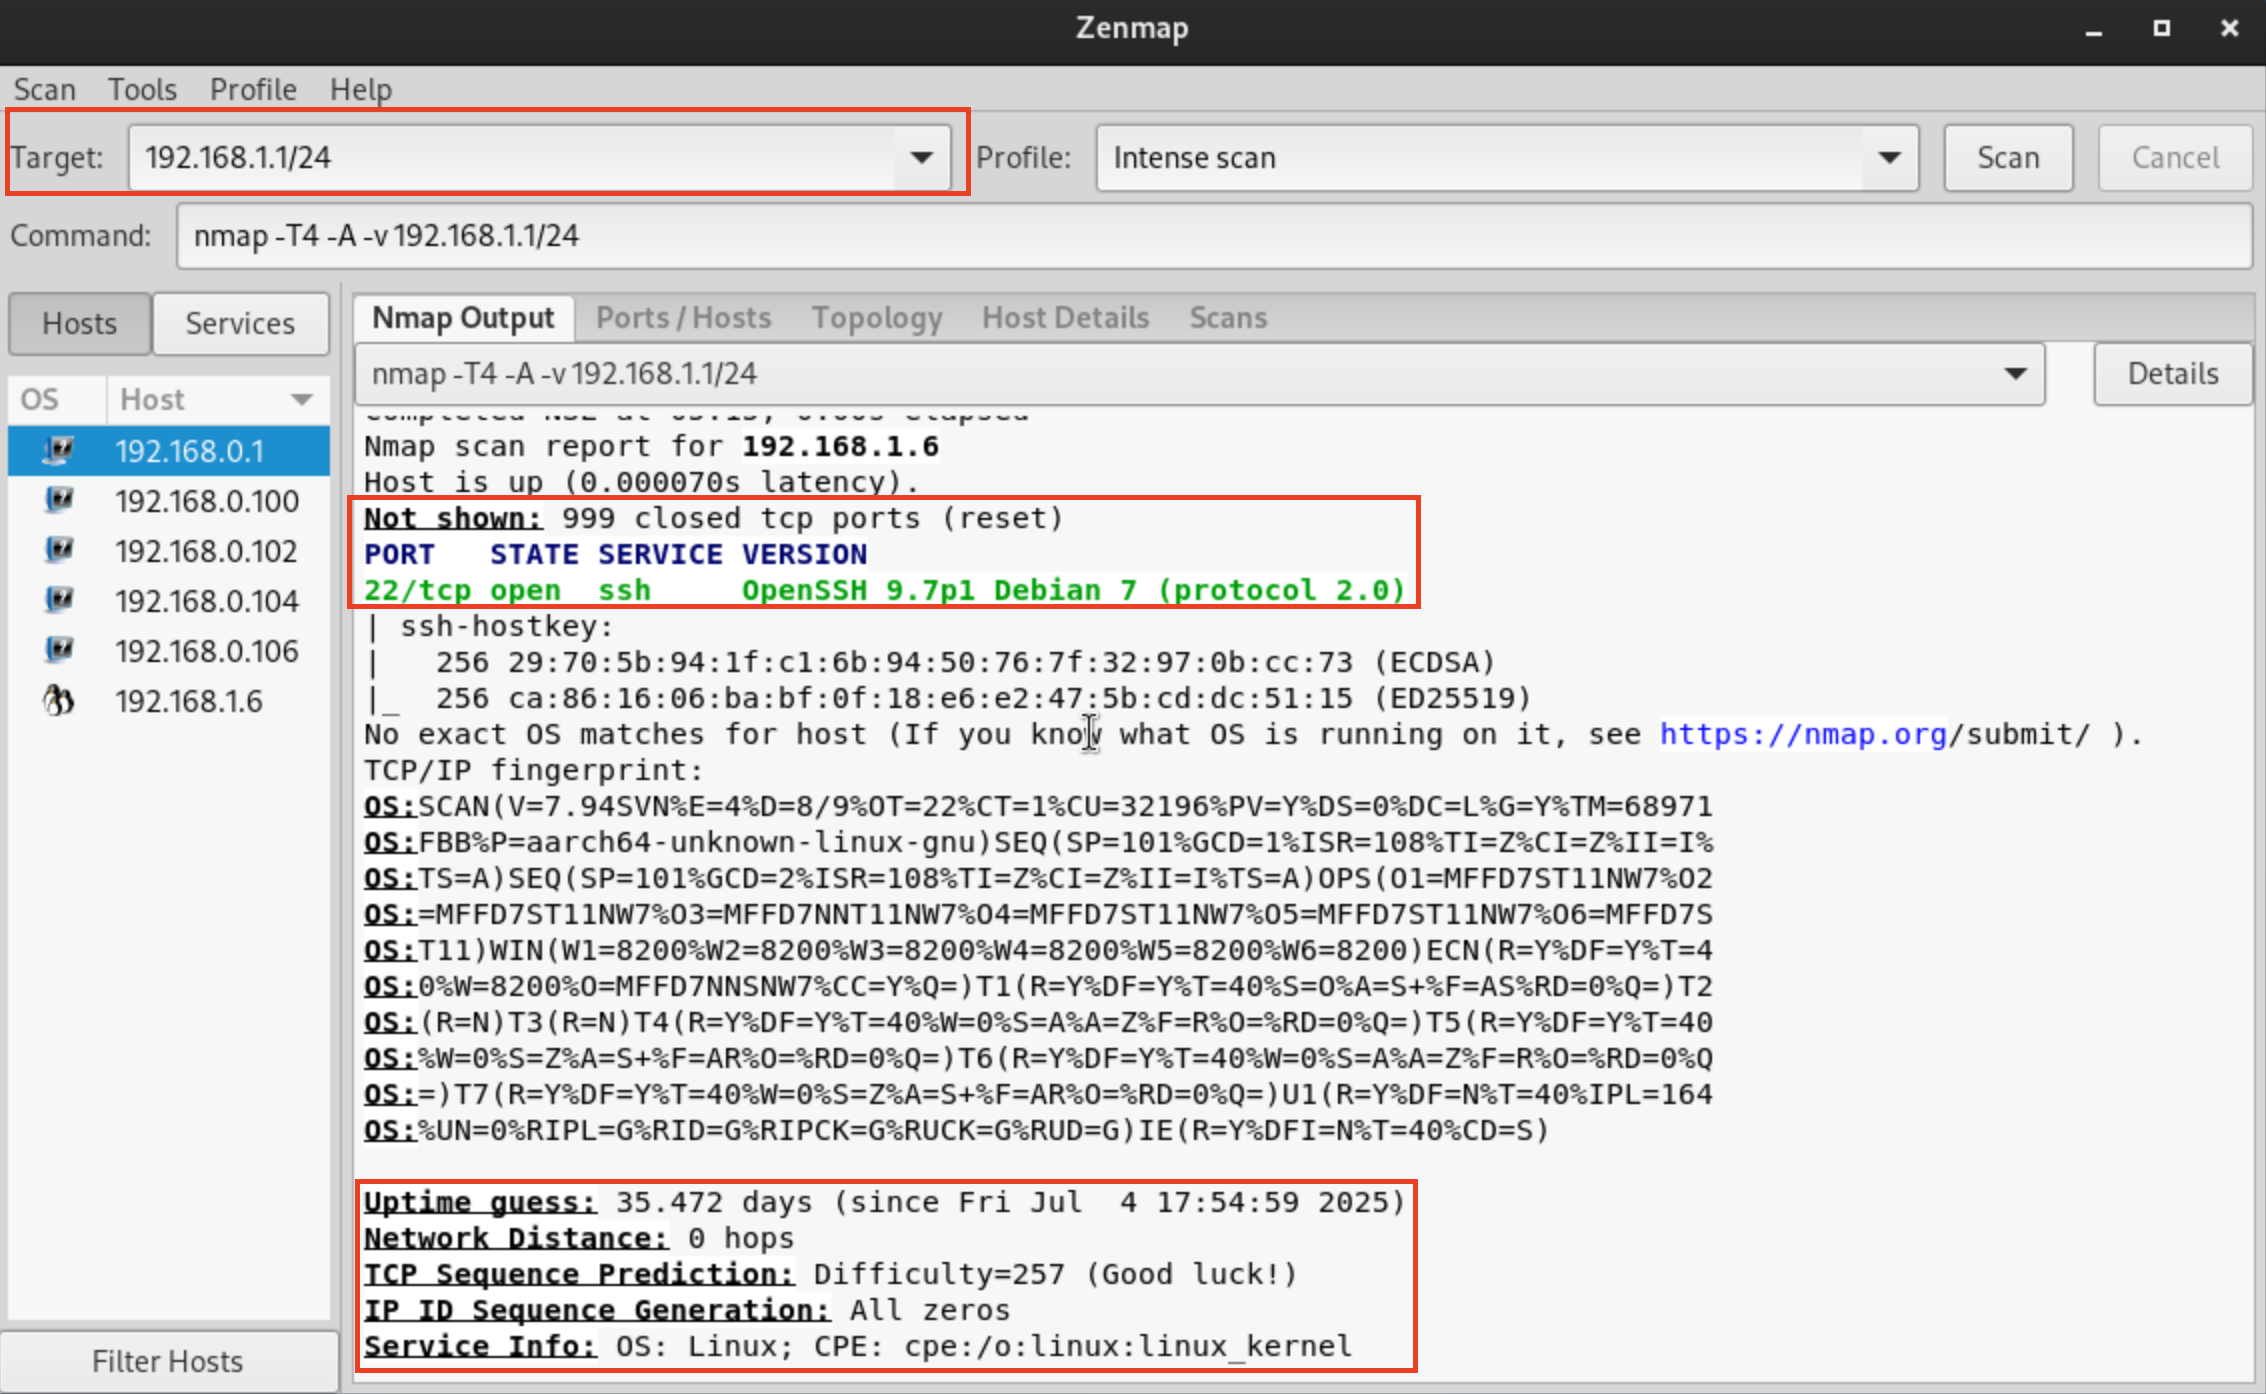 Zenmap
Scan Tools Profile Help
Target: 192.168.1.1/24 Profile: Intense scan Scan Cancel
Command: nmap -T4 -A -v 192.168.1.1/24
Hosts Services
OS Host
192.168.0.1
192.168.0.100
192.168.0.102
192.168.0.104
192.168.0.106
192.168.1.6
Filter Hosts
Nmap Output Ports / Hosts Topology Host Details Scans
nmap -T4 -A -v 192.168.1.1/24 Details
Nmap scan report for 192.168.1.6
Host is up (0.000070s latency).
Not shown: 999 closed tcp ports (reset)
PORT STATE SERVICE VERSION
22/tcp open ssh OpenSSH 9.7p1 Debian 7 (protocol 2.0)
| ssh-hostkey:
| 256 29:70:5b:94:1f:c1:6b:94:50:76:7f:32:97:0b:cc:73 (ECDSA)
|_ 256 ca:86:16:06:ba:bf:0f:18:e6:e2:47:5b:cd:dc:51:15 (ED25519)
No exact OS matches for host (If you know what OS is running on it, see https://nmap.org/submit/ ).
TCP/IP fingerprint:
OS:SCAN(V=7.94SVN%E=4%D=8/9%OT=22%CT=1%CU=32196%PV=Y%DS=0%DC=L%G=Y%TM=68971
OS:FBB%P=aarch64-unknown-linux-gnu)SEQ(SP=101%GCD=1%ISR=108%TI=Z%CI=Z%II=I%
OS:TS=A)SEQ(SP=101%GCD=2%ISR=108%TI=Z%CI=Z%II=I%TS=A)OPS(O1=MFFD7ST11NW7%O2
OS:=MFFD7ST11NW7%O3=MFFD7NNT11NW7%O4=MFFD7ST11NW7%O5=MFFD7ST11NW7%O6=MFFD7S
OS:T11)WIN(W1=8200%W2=8200%W3=8200%W4=8200%W5=8200%W6=8200)ECN(R=Y%DF=Y%T=4
OS:0%W=8200%O=MFFD7NNSNW7%CC=Y%Q=)T1(R=Y%DF=Y%T=40%S=O%A=S+%F=AS%RD=0%Q=)T2
OS:(R=N)T3(R=N)T4(R=Y%DF=Y%T=40%W=0%S=A%A=Z%F=R%O=%RD=0%Q=)T5(R=Y%DF=Y%T=40
OS:%W=0%S=Z%A=S+%F=AR%O=%RD=0%Q=)T6(R=Y%DF=Y%T=40%W=0%S=A%A=Z%F=R%O=%RD=0%Q
OS:=)T7(R=Y%DF=Y%T=40%W=0%S=Z%A=S+%F=AR%O=%RD=0%Q=)U1(R=Y%DF=N%T=40%IPL=164
OS:%UN=0%RIPL=G%RID=G%RIPCK=G%RUCK=G%RUD=G)IE(R=Y%DFI=N%T=40%CD=S)
Uptime guess: 35.472 days (since Fri Jul  4 17:54:59 2025)
Network Distance: 0 hops
TCP Sequence Prediction: Difficulty=257 (Good luck!)
IP ID Sequence Generation: All zeros
Service Info: OS: Linux; CPE: cpe:/o:linux:linux_kernel